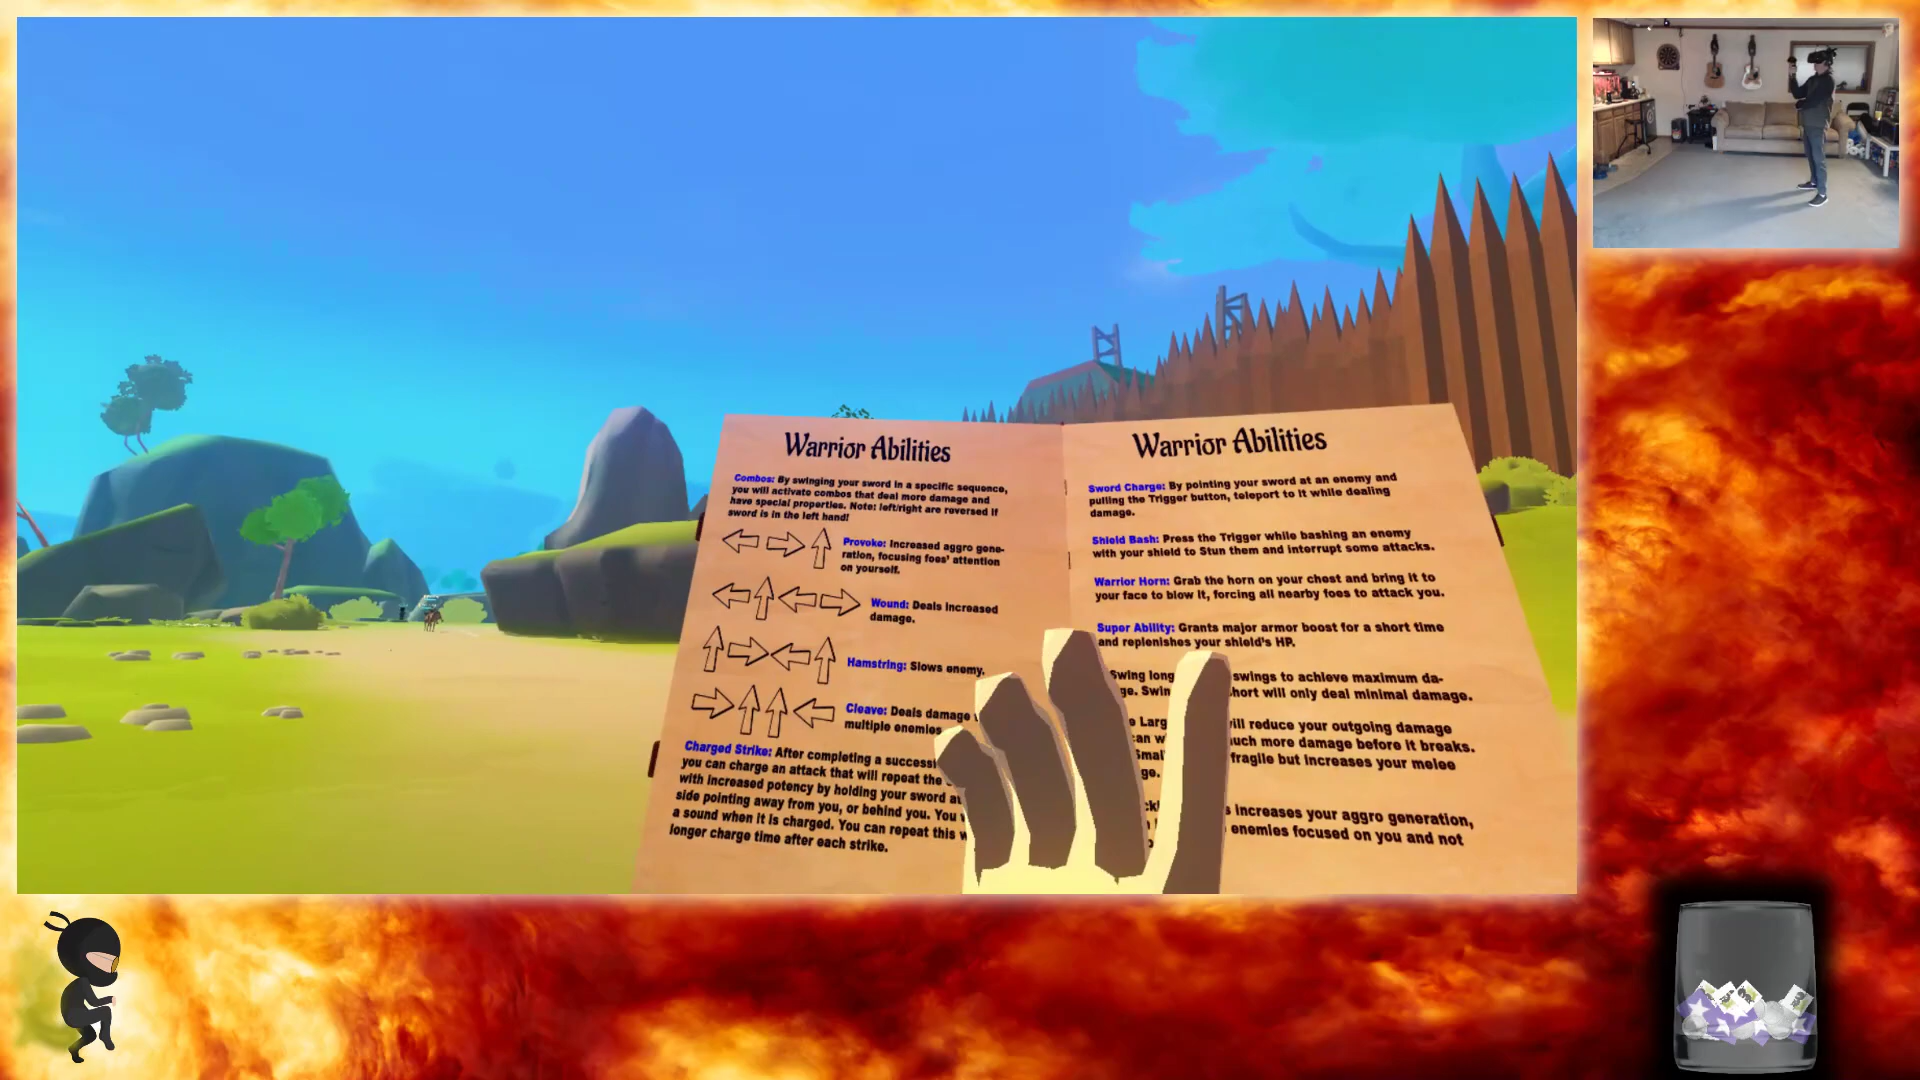 Warrior Abilities
Combos: By swinging your sword in a specific sequence,
you will activate combos that deal more damage and
have special properties. Note: left/right are reversed if
sword is in the left hand!
Provoke: Increased aggro gene-
ration, focusing foes' attention
on yourself.
Wound: Deals increased
damage.
Hamstring: Slows enemy.
Cleave: Deals damage
multiple enemies
Charged Strike: After completing a
you can charge an attack that will repeat the
with increased potency by holding your sword
side pointing away from you, or behind you. You
a sound when it is charged. You can repeat this
longer charge time after each strike.
Warrior Abilities
Sword Charge: By pointing your sword at an enemy and
pulling the Trigger button, teleport to it while dealing
damage.
Shield Bash: Press the Trigger while bashing an enemy
with your shield to Stun them and interrupt some attacks.
Warrior Horn: Grab the horn on your chest and bring it to
your face to blow it, forcing all nearby foes to attack you.
Super Ability: Grants major armor boost for a short time
and replenishes your shield's HP.
Swing long swings to achieve maximum da-
short will only deal minimal damage.
will reduce your outgoing damage
much more damage before it breaks.
fragile but increases your melee
increases your aggro generation,
enemies focused on you and not